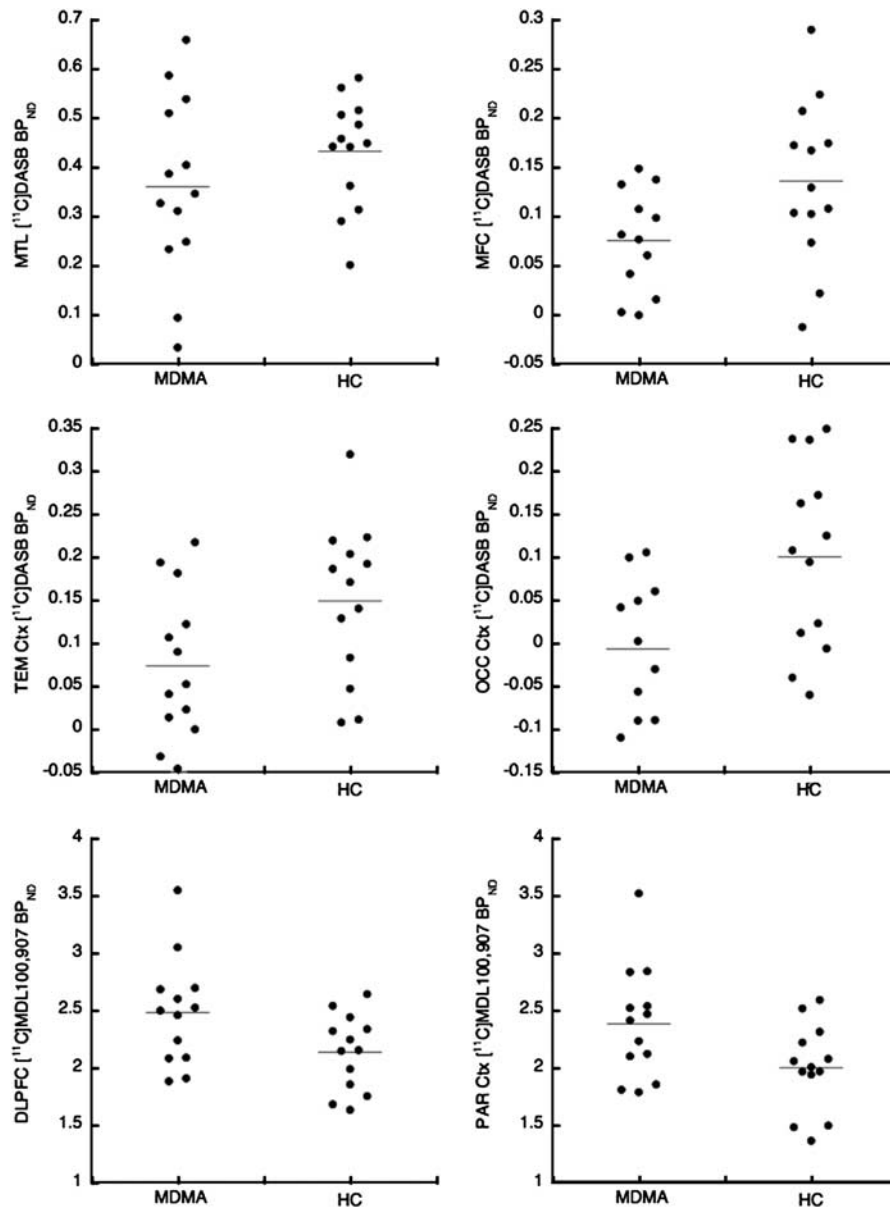 MTL [¹¹C]DASB BP_ND
0.7
0.6
0.5
0.4
0.3
0.2
0.1
0
MDMA
HC
MFC [¹¹C]DASB BP_ND
0.3
0.25
0.2
0.15
0.1
0.05
0
-0.05
MDMA
HC
TEM Ctx [¹¹C]DASB BP_ND
0.35
0.3
0.25
0.2
0.15
0.1
0.05
0
-0.05
MDMA
HC
OCC Ctx [¹¹C]DASB BP_ND
0.25
0.2
0.15
0.1
0.05
0
-0.05
-0.1
-0.15
MDMA
HC
DLPFC [¹¹C]MDL100,907 BP_ND
4
3.5
3
2.5
2
1.5
1
MDMA
HC
PAR Ctx [¹¹C]MDL100,907 BP_ND
4
3.5
3
2.5
2
1.5
1
MDMA
HC